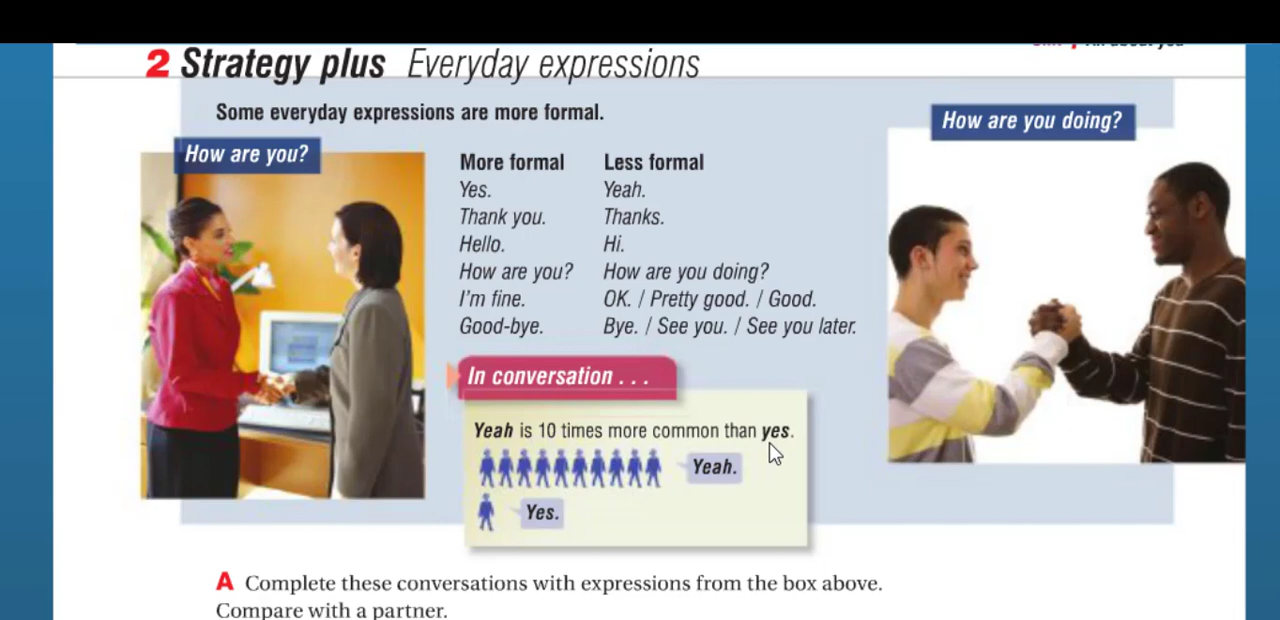 2 Strategy plus Everyday expressions
Some everyday expressions are more formal.
How are you?
How are you doing?
More formal Less formal
Yes. Yeah.
Thank you. Thanks.
Hello. Hi.
How are you? How are you doing?
I'm fine. OK. / Pretty good. / Good.
Good-bye. Bye. / See you. / See you later.
In conversation . . .
Yeah is 10 times more common than yes.
Yeah.
Yes.
A Complete these conversations with expressions from the box above.
Compare with a partner.